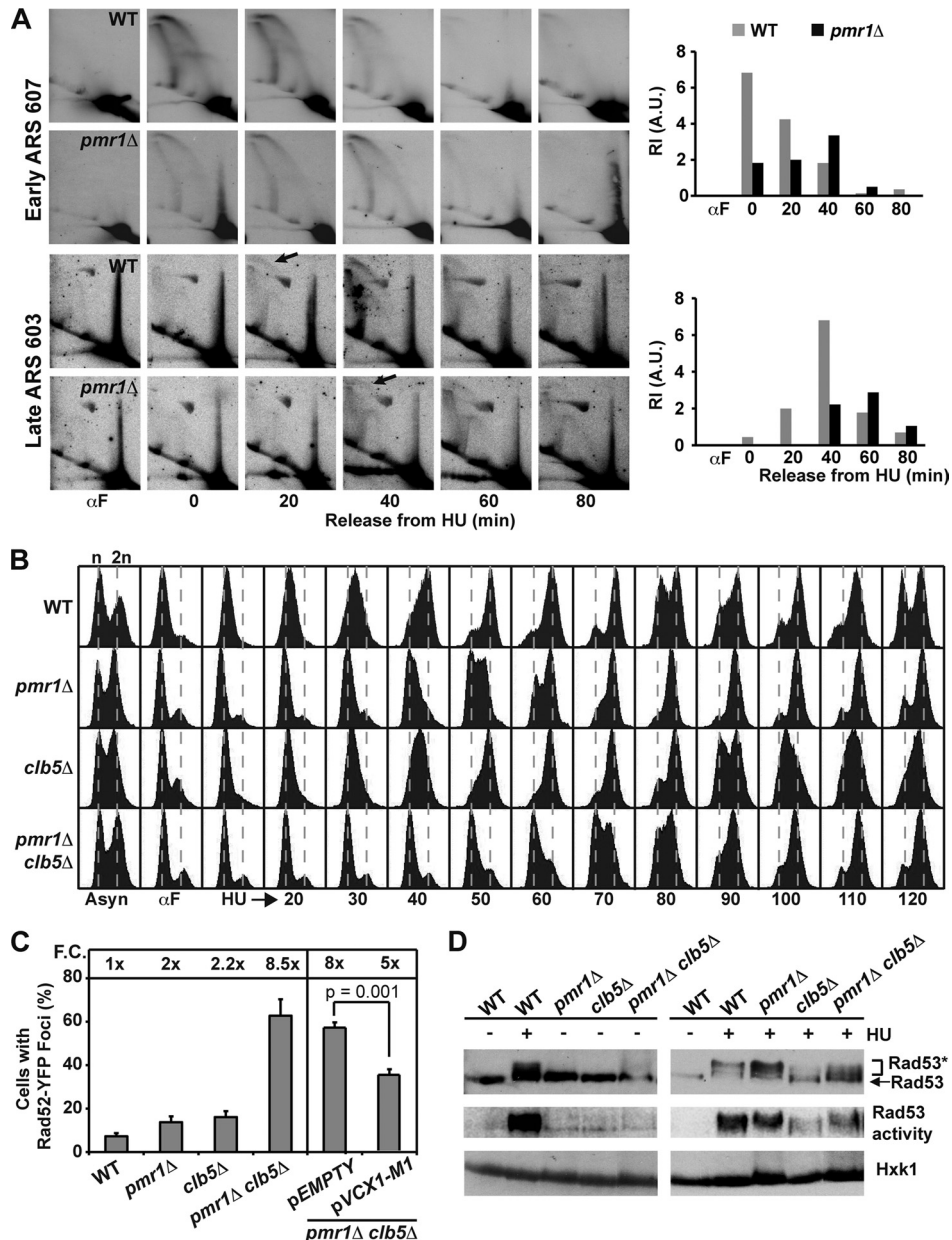 A
WT
pmr1Δ
Early ARS 607
WT
pmr1Δ
Late ARS 603
αF 0 20 40 60 80
Release from HU (min)
WT pmr1Δ
RI (A.U.)
8
6
4
2
0
αF 0 20 40 60 80
RI (A.U.)
8
6
4
2
0
αF 0 20 40 60 80
Release from HU (min)
B
n 2n
WT
pmr1Δ
clb5Δ
pmr1Δ
clb5Δ
Asyn αF HU 20 30 40 50 60 70 80 90 100 110 120
C
F.C.
1x 2x 2.2x 8.5x 8x 5x
p = 0.001
Cells with
Rad52-YFP Foci (%)
80
60
40
20
0
WT pmr1Δ clb5Δ pmr1Δ clb5Δ pEMPTY pVCX1-M1
pmr1Δ clb5Δ
D
WT WT pmr1Δ clb5Δ pmr1Δ clb5Δ WT WT pmr1Δ clb5Δ pmr1Δ clb5Δ
- + - - - - + + + + HU
Rad53*
Rad53
Rad53
activity
Hxk1